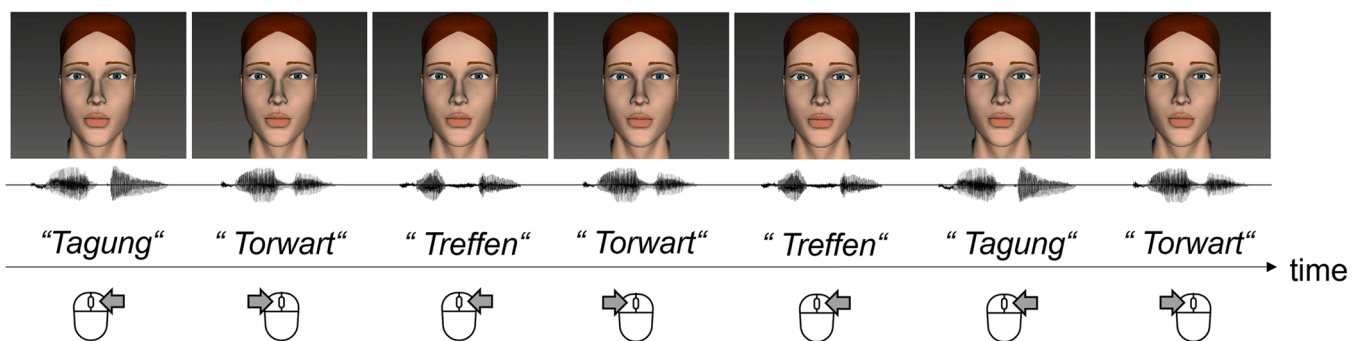 “Tagung“ “ Torwart“ “ Treffen“ “ Torwart“ “ Treffen“ “ Tagung“ “ Torwart“
time